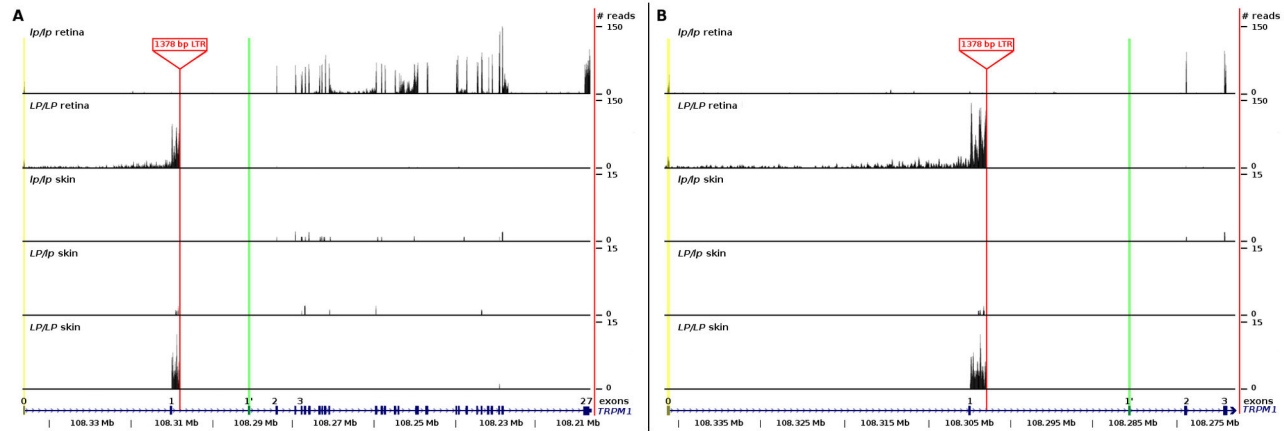 A
# reads
lp/lp retina
150
1378 bp LTR
0
LP/LP retina
150
0
lp/lp skin
15
0
LP/lp skin
15
0
LP/LP skin
15
0
0 1 1' 2 3 27 exons
TRPM1
108.33 Mb 108.31 Mb 108.29 Mb 108.27 Mb 108.25 Mb 108.23 Mb 108.21 Mb
B
# reads
lp/lp retina
150
1378 bp LTR
0
LP/LP retina
150
0
lp/lp skin
15
0
LP/lp skin
15
0
LP/LP skin
15
0
0 1 1' 2 3 exons
TRPM1
108.335 Mb 108.325 Mb 108.315 Mb 108.305 Mb 108.295 Mb 108.285 Mb 108.275 Mb